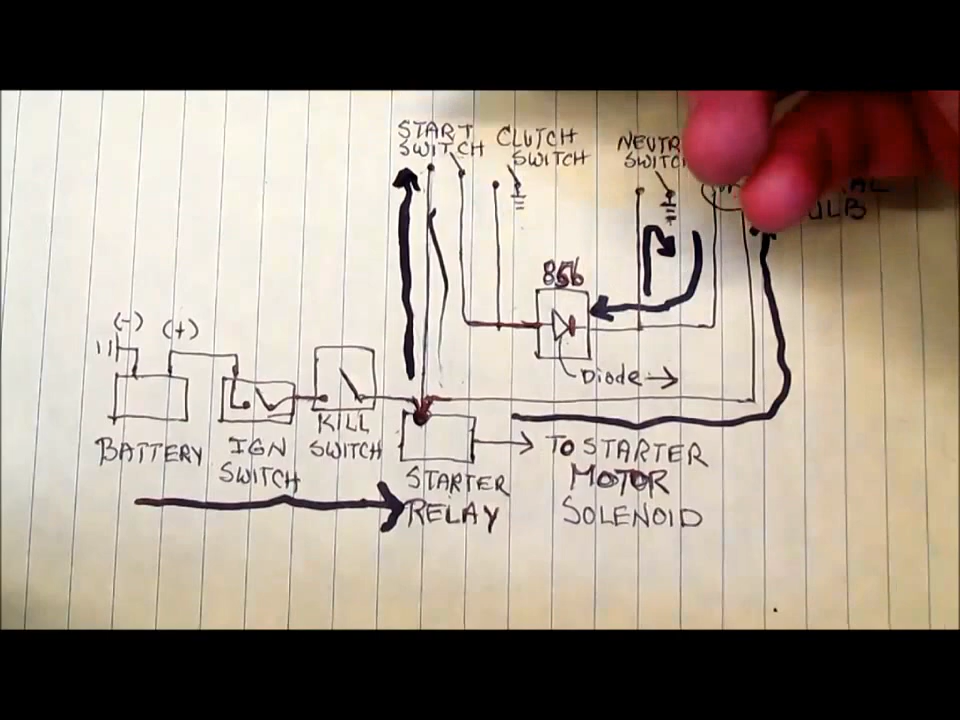 START
SWITCH
CLUTCH
SWITCH
856
Diode
(-)
(+)
BATTERY
IGN
SWITCH
KILL
SWITCH
STARTER
RELAY
TO STARTER
MOTOR
SOLENOID